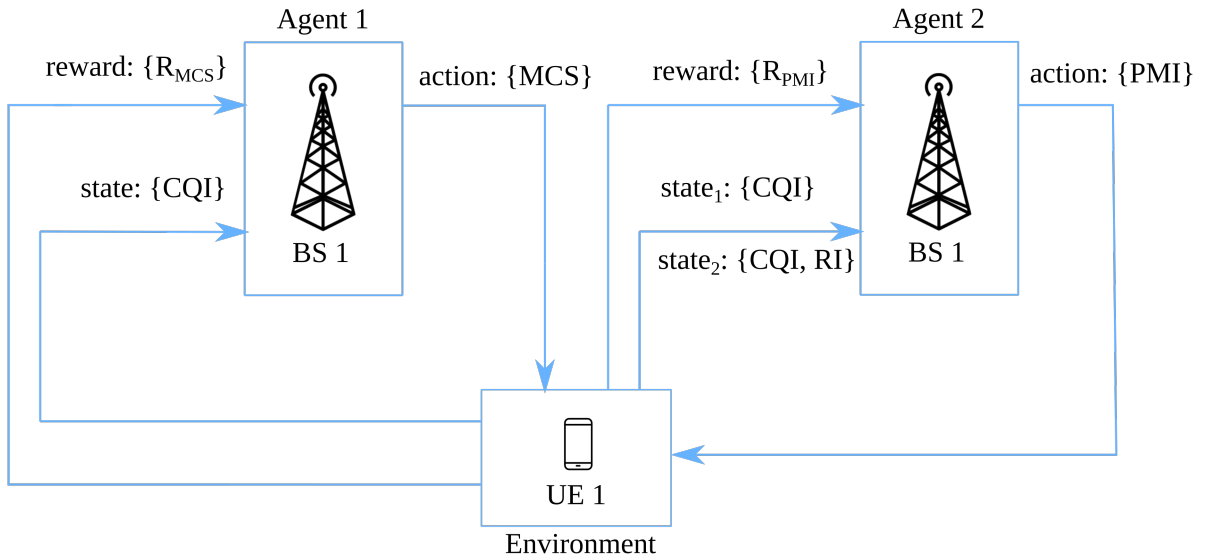 Agent 1
Agent 2
reward: {R_MCS}
action: {MCS}
reward: {R_PMI}
action: {PMI}
state: {CQI}
state₁: {CQI}
BS 1
BS 1
state₂: {CQI, RI}
UE 1
Environment